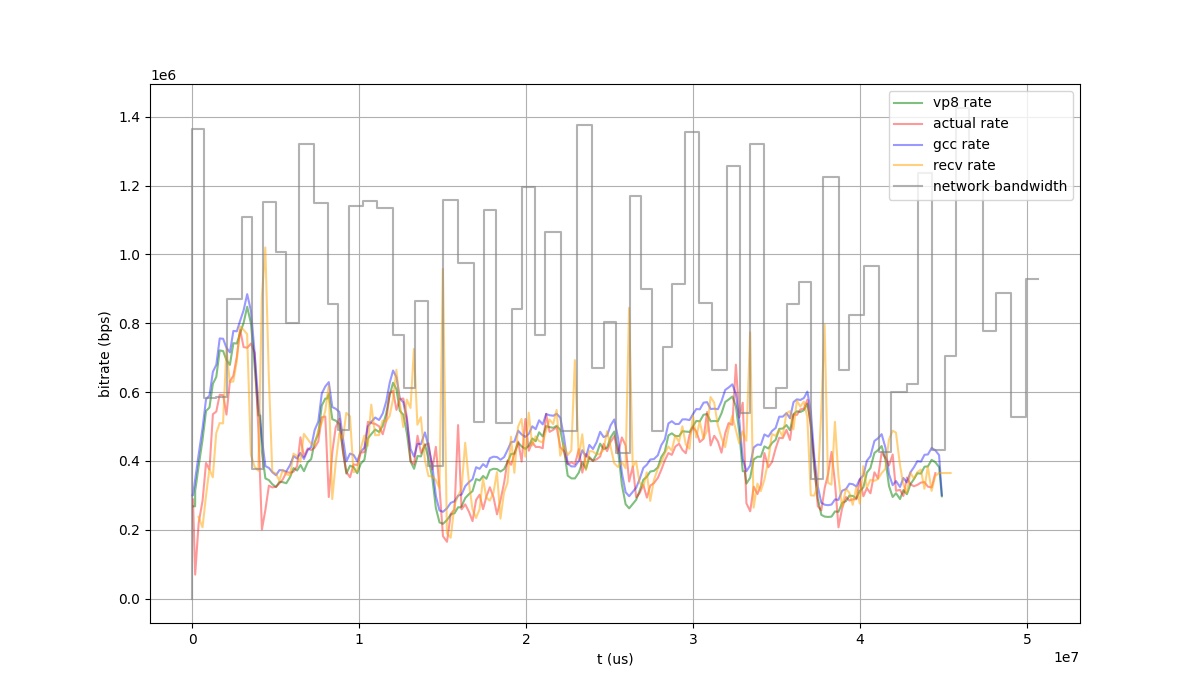 1e6
1.4
1.2
1.0
0.8
0.6
0.4
0.2
0.0
bitrate (bps)
vp8 rate
actual rate
gcc rate
recv rate
network bandwidth
0
1
2
3
4
5
t (us)
1e7